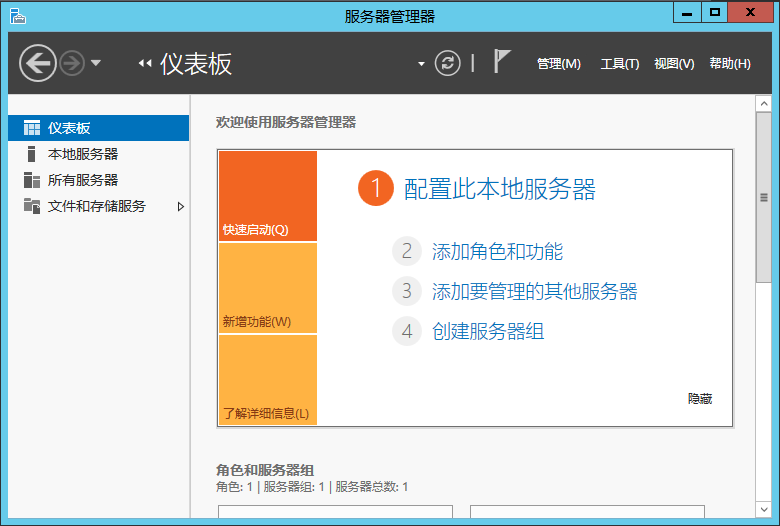 服务器管理器
仪表板
管理(M) 工具(T) 视图(V) 帮助(H)
仪表板
本地服务器
所有服务器
文件和存储服务
欢迎使用服务器管理器
快速启动(Q)
新增功能(W)
了解详细信息(L)
1 配置此本地服务器
2 添加角色和功能
3 添加要管理的其他服务器
4 创建服务器组
隐藏
角色和服务器组
角色: 1 | 服务器组: 1 | 服务器总数: 1